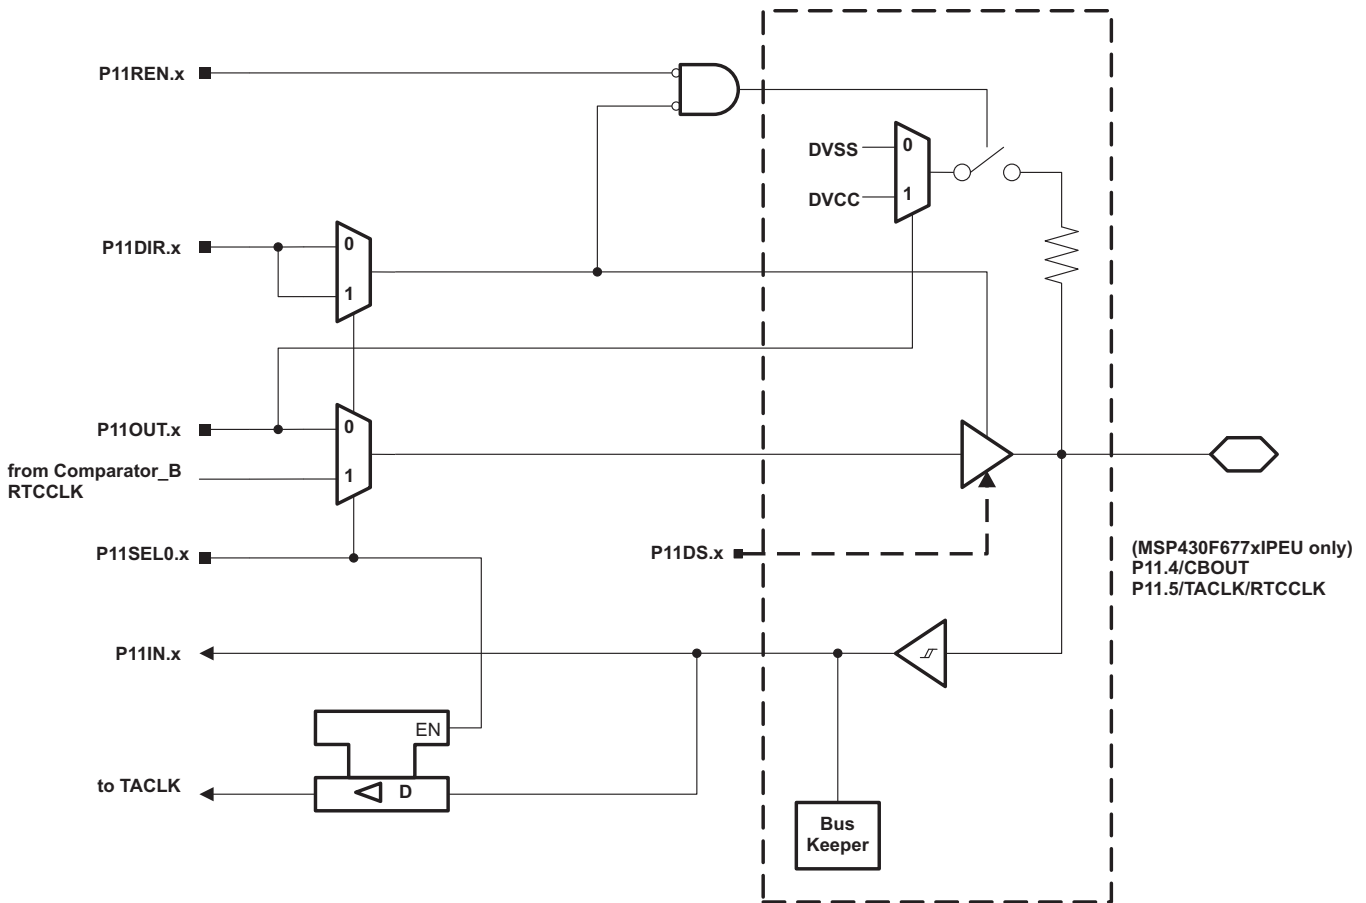 P11REN.x
DVSS
0
DVCC
1
P11DIR.x
0
1
P11OUT.x
0
from Comparator_B
RTCCLK
1
P11SEL0.x
P11DS.x
(MSP430F677xIPEU only)
P11.4/CBOUT
P11.5/TACLK/RTCCLK
P11IN.x
EN
to TACLK
D
Bus
Keeper